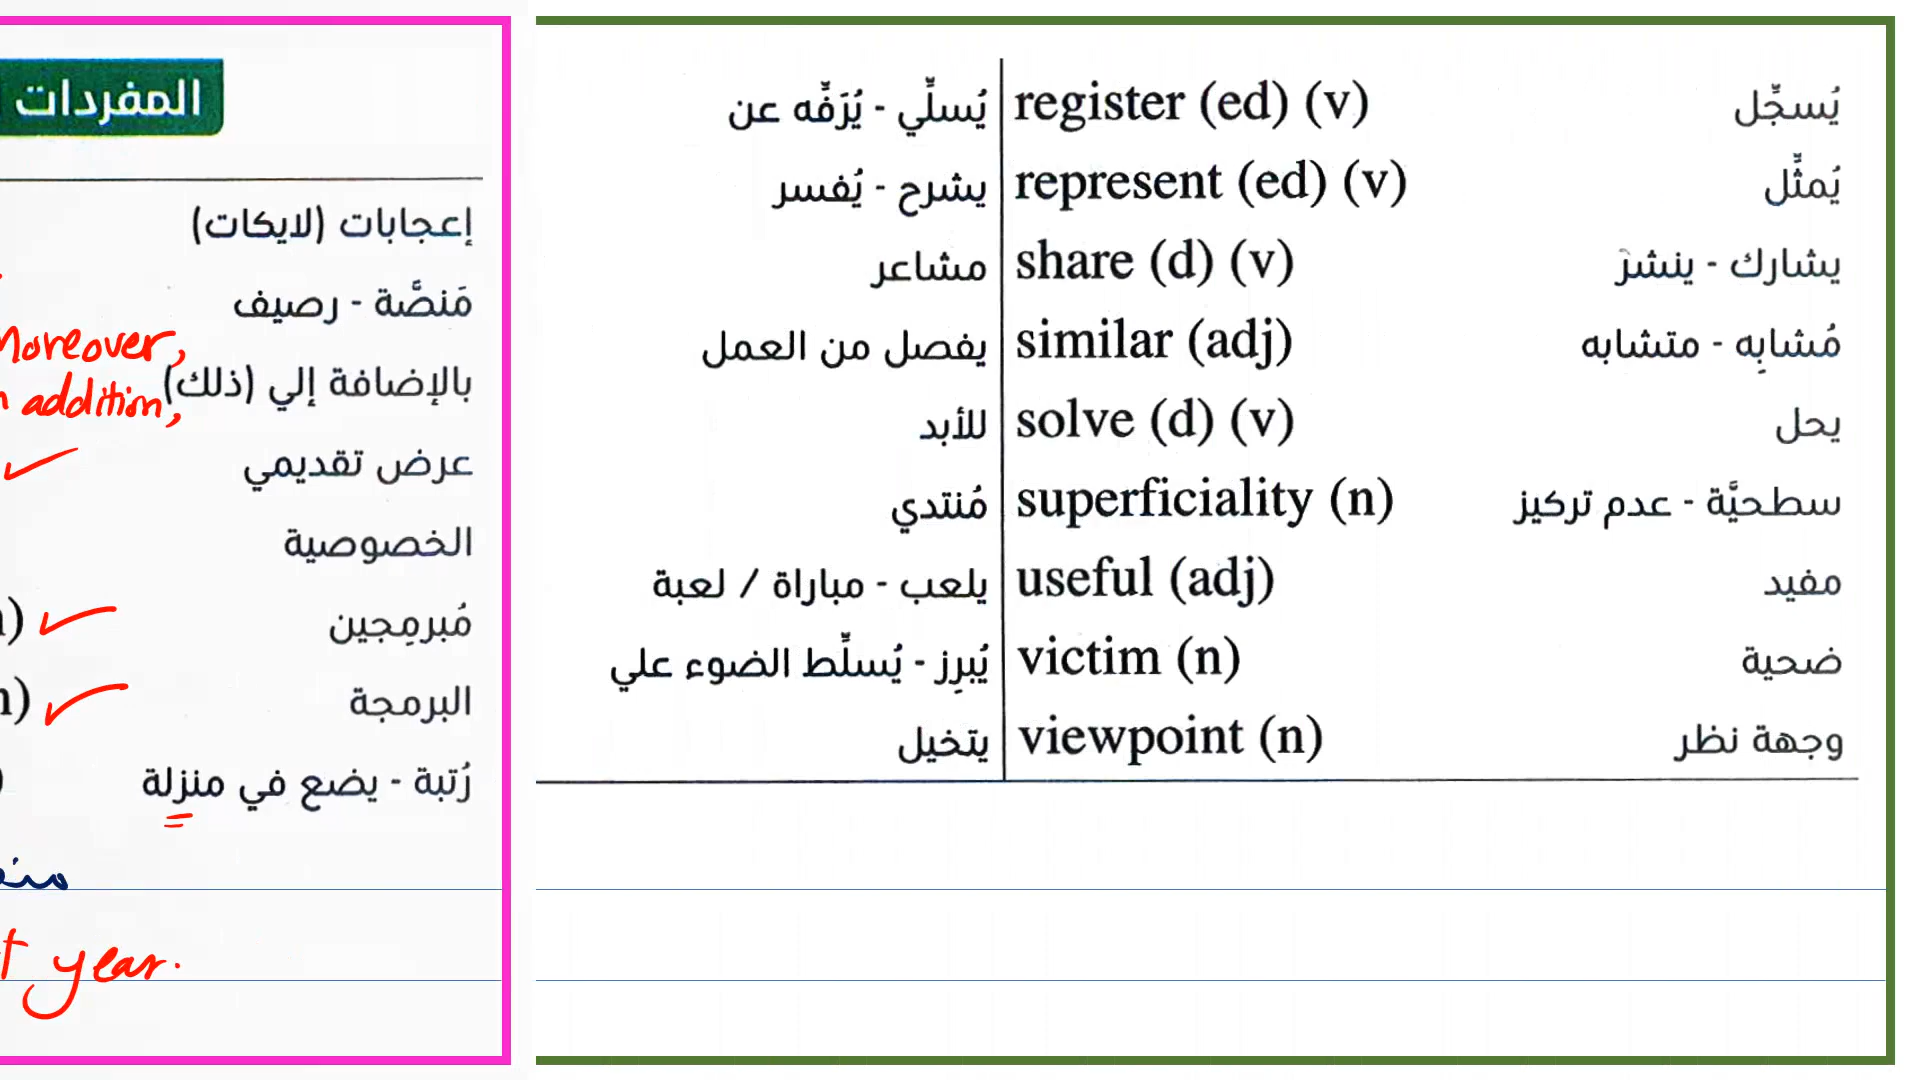 المفردات
إعجابات (لايكات)
مَنصَّة - رصيف
Moreover,
بالإضافة إلي (ذلك)
addition,
عرض تقديمي
الخصوصية
مُبرمِجين
البرمجة
رُتبة - يضع في منزلة
year.
يُسلِّي - يُرَفَّه عن register (ed) (v) يُسجِّل
يشرح - يُفسر represent (ed) (v) يُمثِّل
مشاعر share (d) (v) يشارك - ينشر
يفصل من العمل similar (adj) مُشابِه - متشابه
للأبد solve (d) (v) يحل
مُنتدي superficiality (n) سطحيَّة - عدم تركيز
يلعب - مباراة / لعبة useful (adj) مفيد
يُبرِز - يُسلِّط الضوء علي victim (n) ضحية
يتخيل viewpoint (n) وجهة نظر